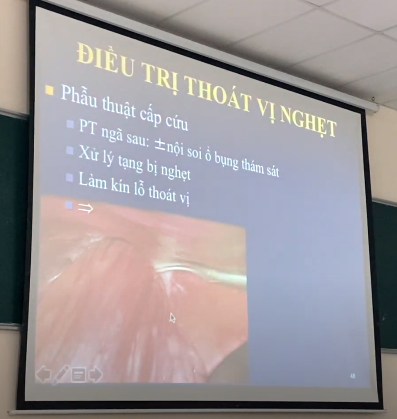 ĐIỀU TRỊ THOÁT VỊ NGHẸT
Phẫu thuật cấp cứu
PT ngã sau: ±nội soi ổ bụng thám sát
Xử lý tạng bị nghẹt
Làm kín lỗ thoát vị
⇒